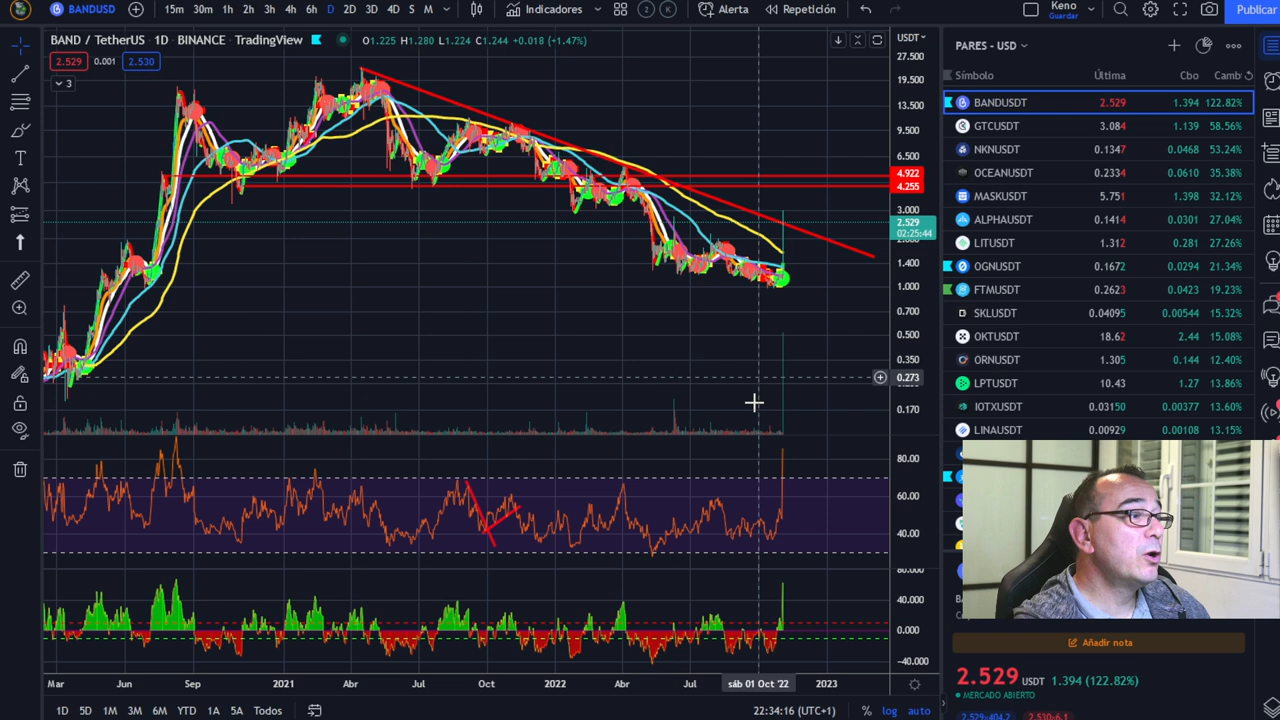 BANDUSD 15m 30m 1h 2h 3h 4h 6h D 2D 3D 4D S M Indicadores 2 K Alerta Repetición Keno Guardar Publicar
BAND / TetherUS · 1D · BINANCE · TradingView O1.225 H1.280 L1.224 C1.244 +0.018 (+1.47%)
2.529 0.001 2.530
3
USDT
27.500
19.500
13.500
9.500
6.500
4.922
4.255
3.000
2.529
02:25:44
1.400
1.000
0.700
0.500
0.350
0.273
0.170
80.00
60.00
40.00
80.000
40.000
0.000
-40.000
Mar Jun Sep 2021 Abr Jul Oct 2022 Abr Jul sáb 01 Oct '22 2023
1D 5D 1M 3M 6M YTD 1A 5A Todos 22:34:16 (UTC+1) % log auto
PARES - USD
Símbolo Última Cbo Camb
BANDUSDT 2.529 1.394 122.82%
GTCUSDT 3.084 1.139 58.56%
NKNUSDT 0.1347 0.0468 53.24%
OCEANUSDT 0.2334 0.0610 35.38%
MASKUSDT 5.751 1.398 32.12%
ALPHAUSDT 0.1414 0.0301 27.04%
LITUSDT 1.312 0.281 27.26%
OGNUSDT 0.1672 0.0294 21.34%
FTMUSDT 0.2623 0.0423 19.23%
SKLUSDT 0.04095 0.00544 15.32%
OKTUSDT 18.62 2.44 15.08%
ORNUSDT 1.305 0.144 12.40%
LPTUSDT 10.43 1.27 13.86%
IOTXUSDT 0.03150 0.00377 13.60%
LINAUSDT 0.00929 0.00108 13.15%
Añadir nota
2.529 USDT 1.394 (122.82%)
MERCADO ABIERTO